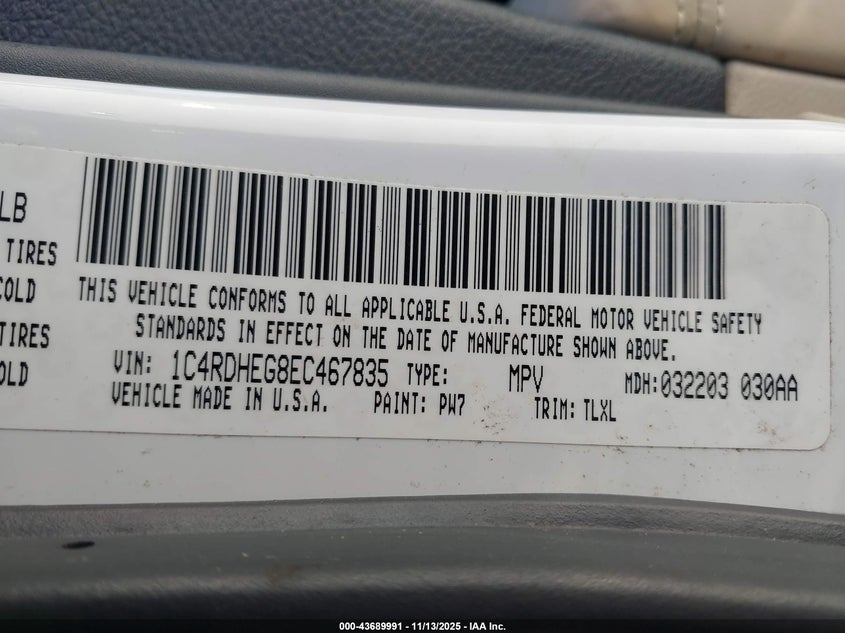 LB
TIRES
COLD
TIRES
OLD
THIS VEHICLE CONFORMS TO ALL APPLICABLE U.S.A. FEDERAL MOTOR VEHICLE SAFETY
STANDARDS IN EFFECT ON THE DATE OF MANUFACTURE SHOWN ABOVE.
VIN: 1C4RDHEG8EC467835 TYPE: MPV MDH:032203 030AA
VEHICLE MADE IN U.S.A. PAINT: PW7 TRIM: TLXL
000-43689991 | 11/13/2025 - IAA Inc.